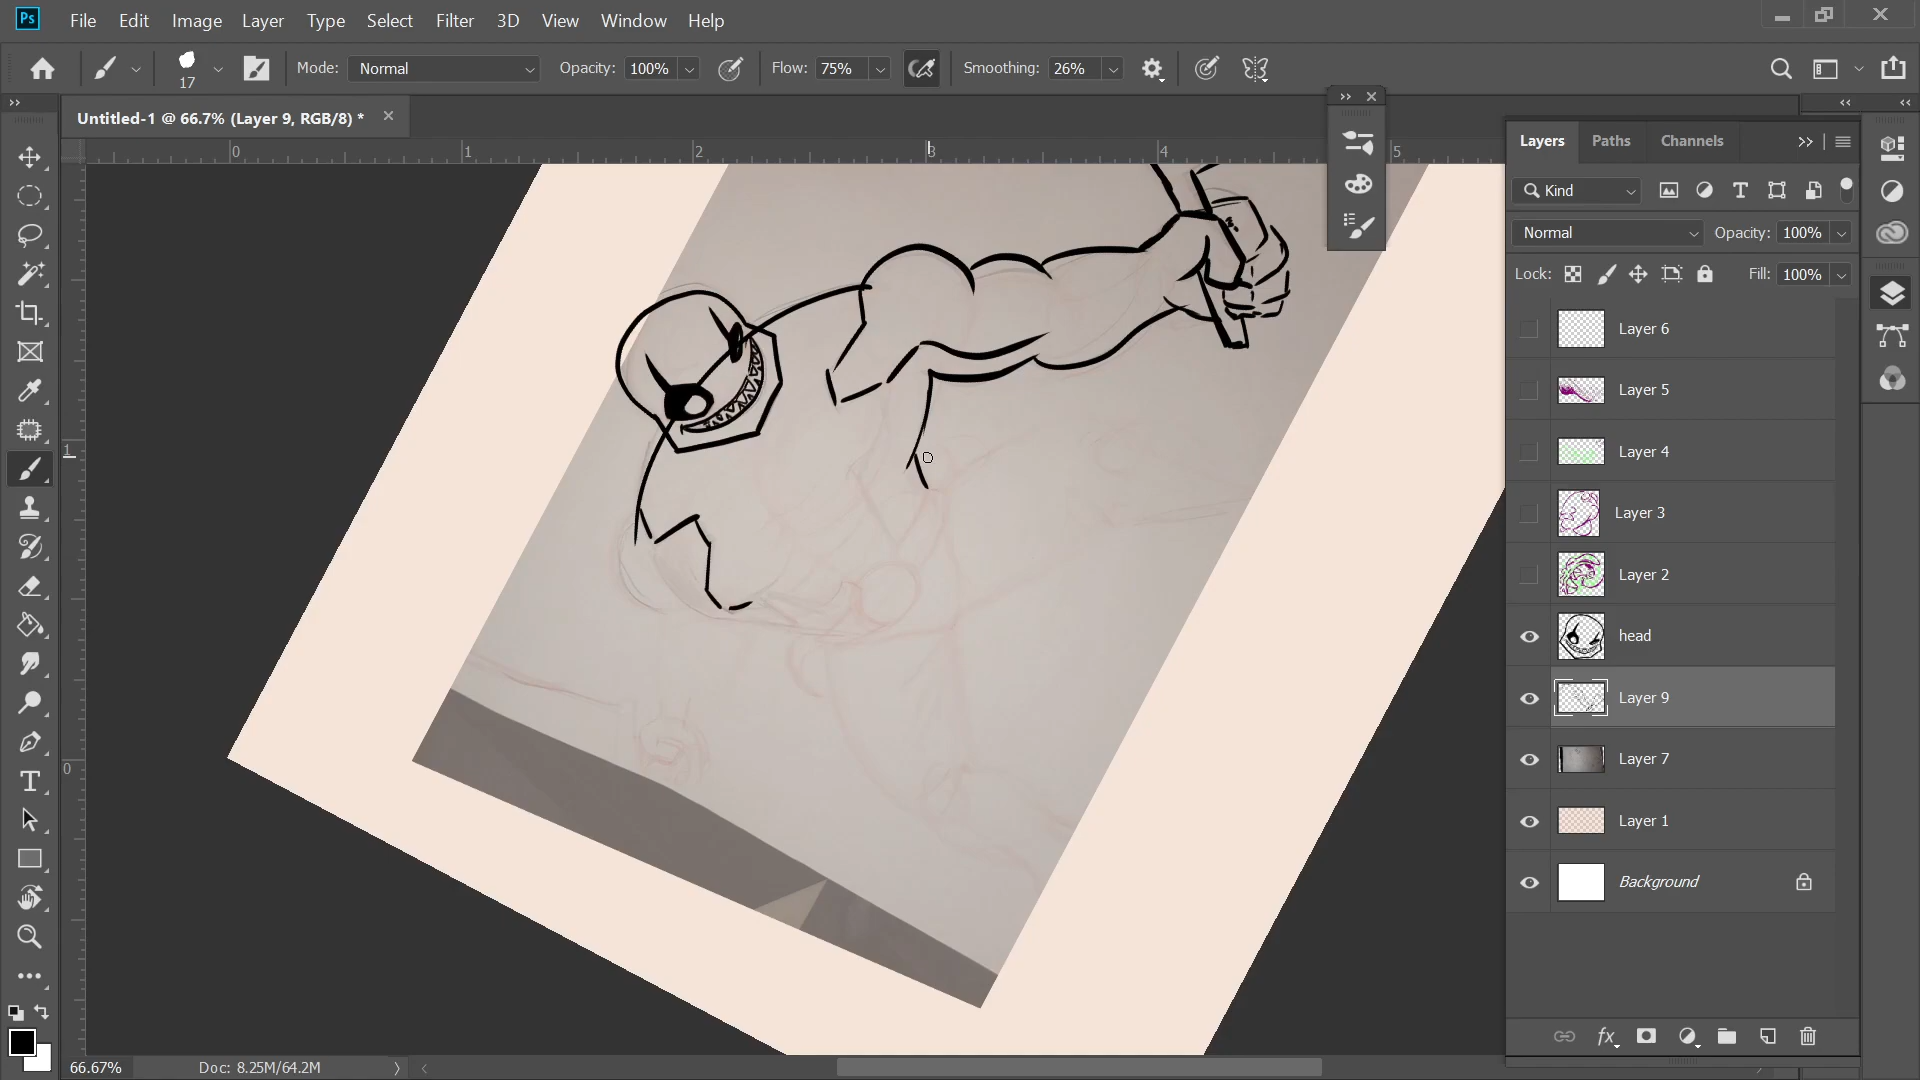 Ps File Edit Image Layer Type Select Filter 3D View Window Help
17 Mode: Normal Opacity: 100% Flow: 75% Smoothing: 26%
Untitled-1 @ 66.7% (Layer 9, RGB/8) *
0 1 2 3 4 5
1
0
Layers Paths Channels
Kind
Normal Opacity: 100%
Lock: Fill: 100%
Layer 6
Layer 5
Layer 4
Layer 3
Layer 2
head
Layer 9
Layer 7
Layer 1
Background
fx
66.67% Doc: 8.25M/64.2M